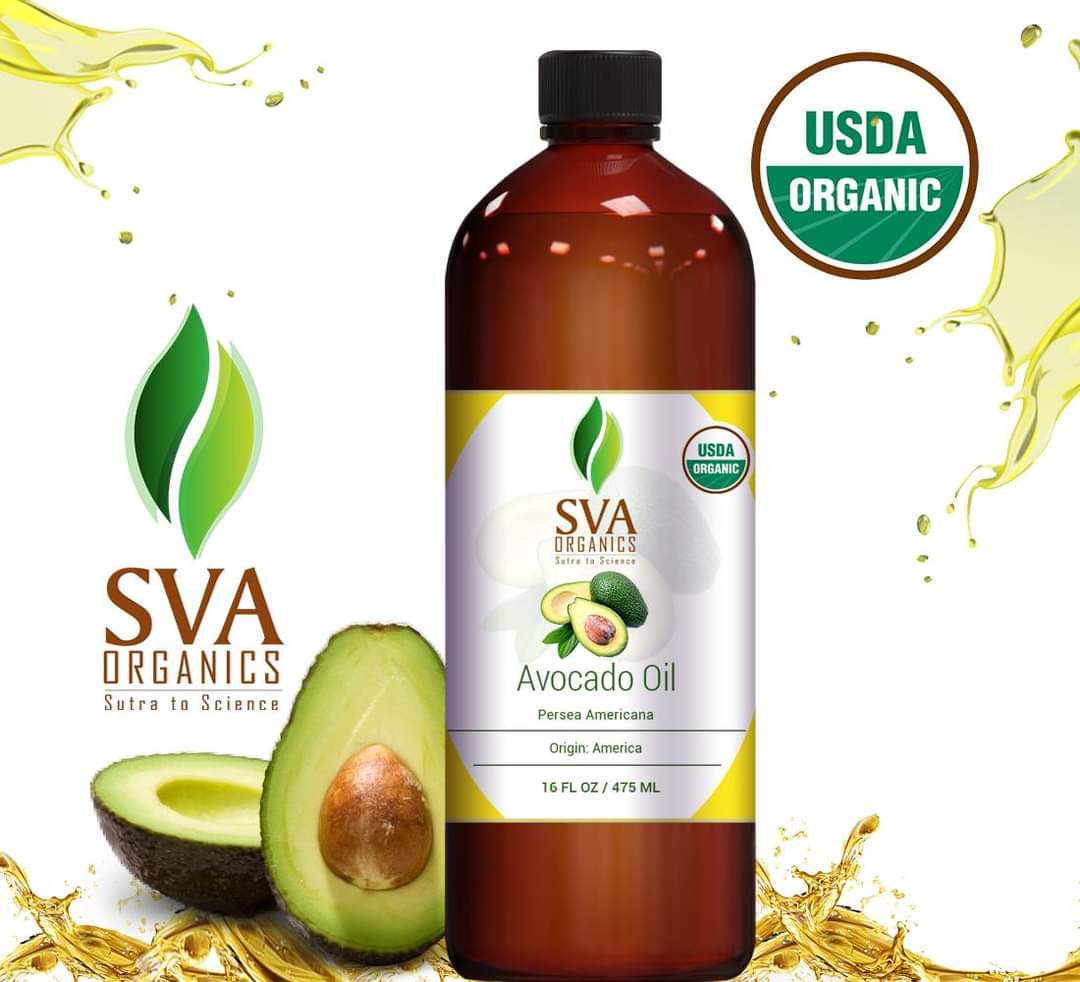 USDA
ORGANIC
SVA
ORGANICS
Sutra to Science
SVA
ORGANICS
Sutra to Science
USDA
ORGANIC
Avocado Oil
Persea Americana
Origin: America
16 FL OZ / 475 ML